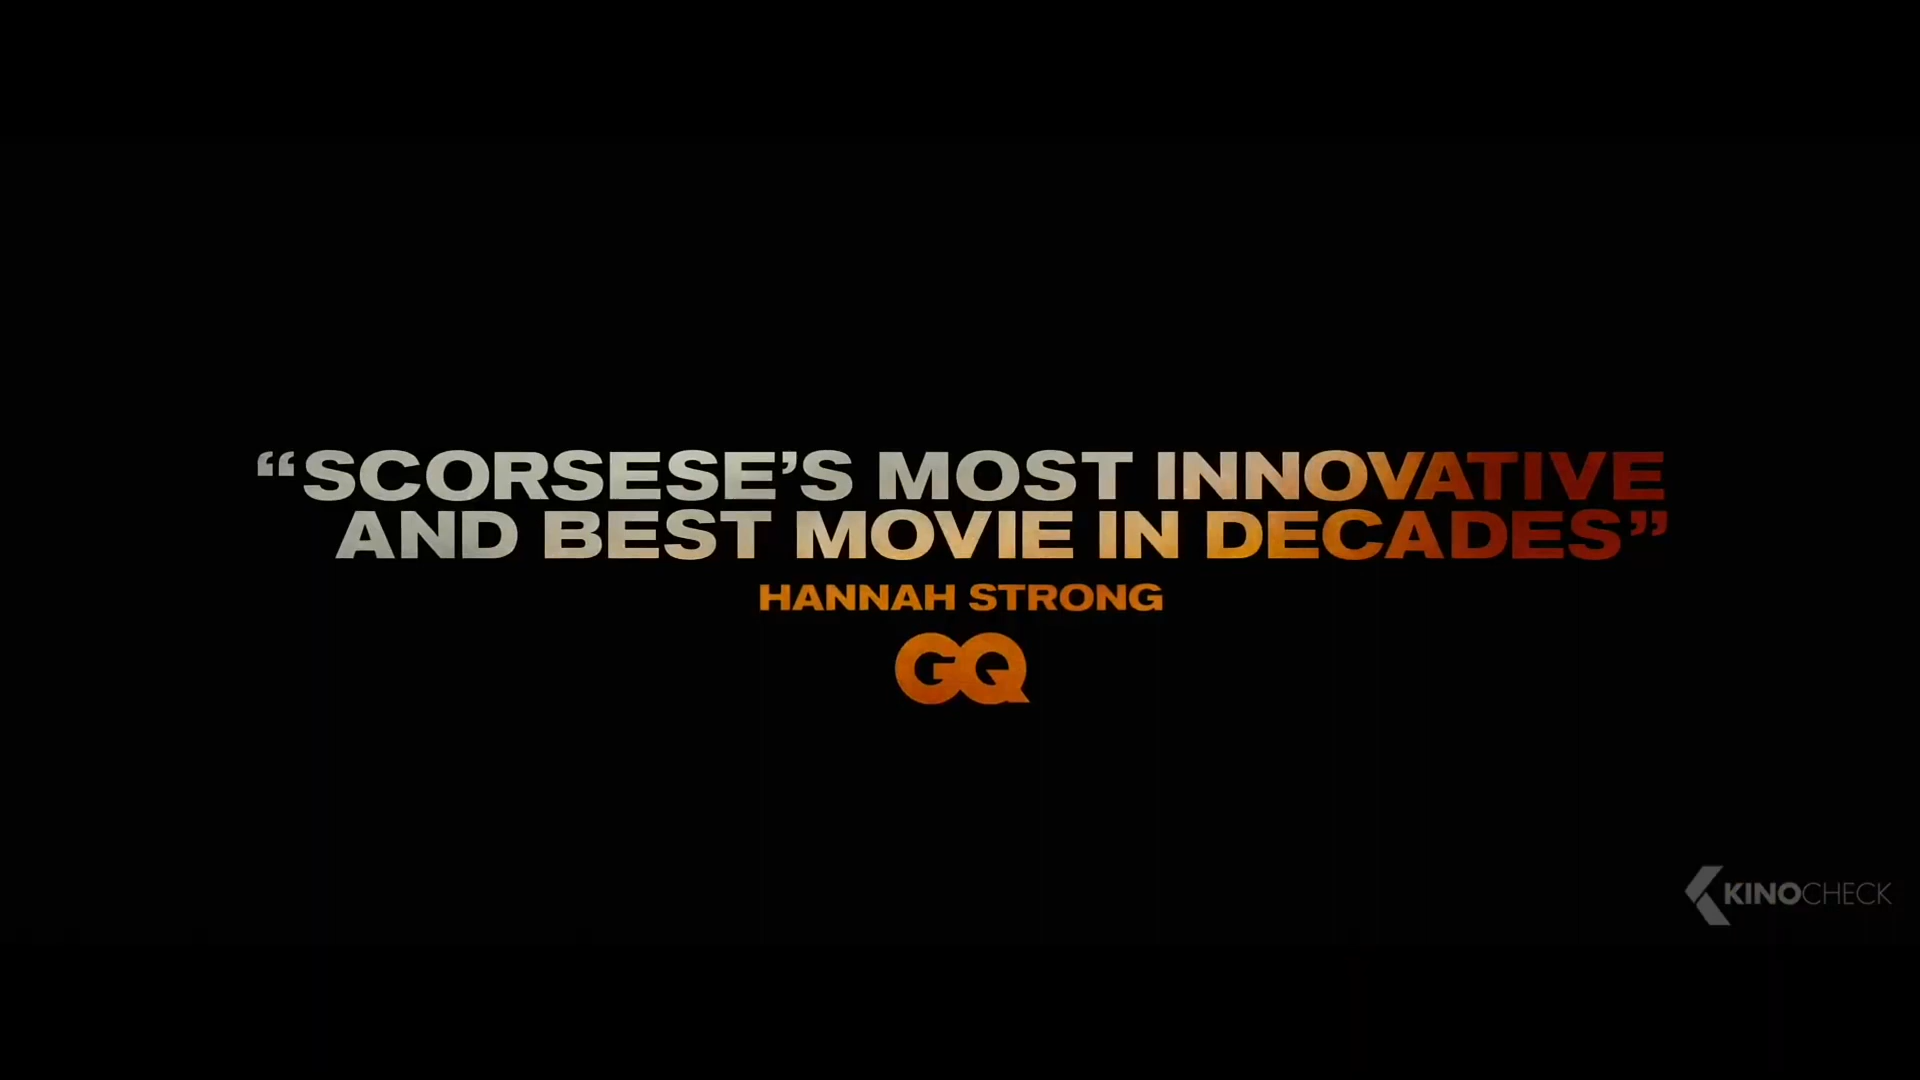 “SCORSESE’S MOST INNOVATIVE
AND BEST MOVIE IN DECADES”
HANNAH STRONG
GQ
KINOCHECK